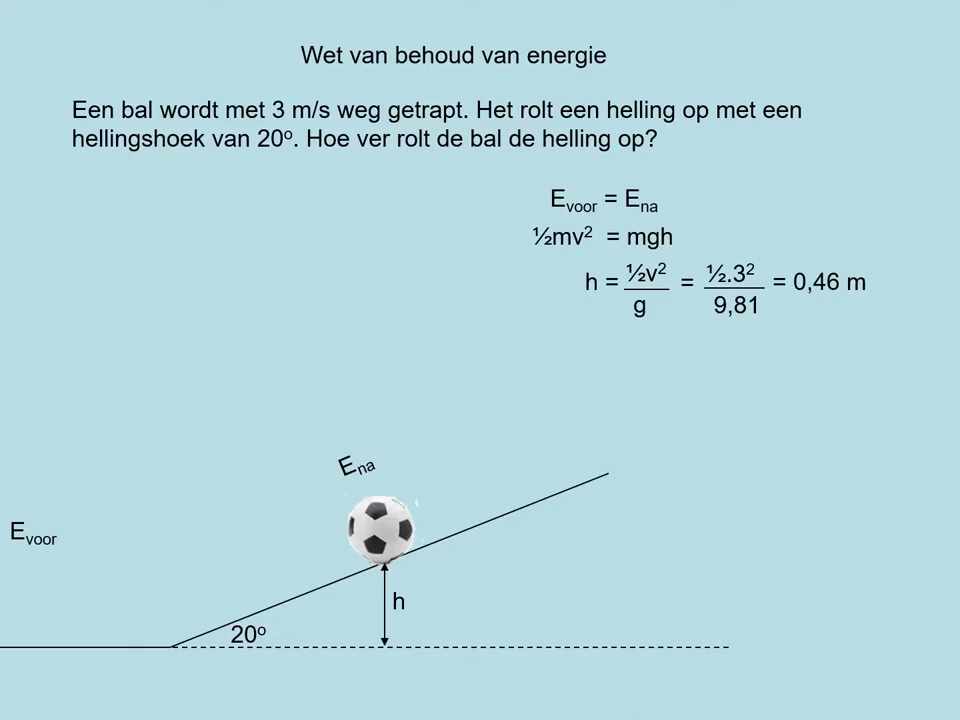 Wet van behoud van energie
Een bal wordt met 3 m/s weg getrapt. Het rolt een helling op met een
hellingshoek van 20º. Hoe ver rolt de bal de helling op?
E_voor = E_na
½mv² = mgh
h = ½v²/g = ½.3²/9,81 = 0,46 m
E_na
E_voor
h
20º